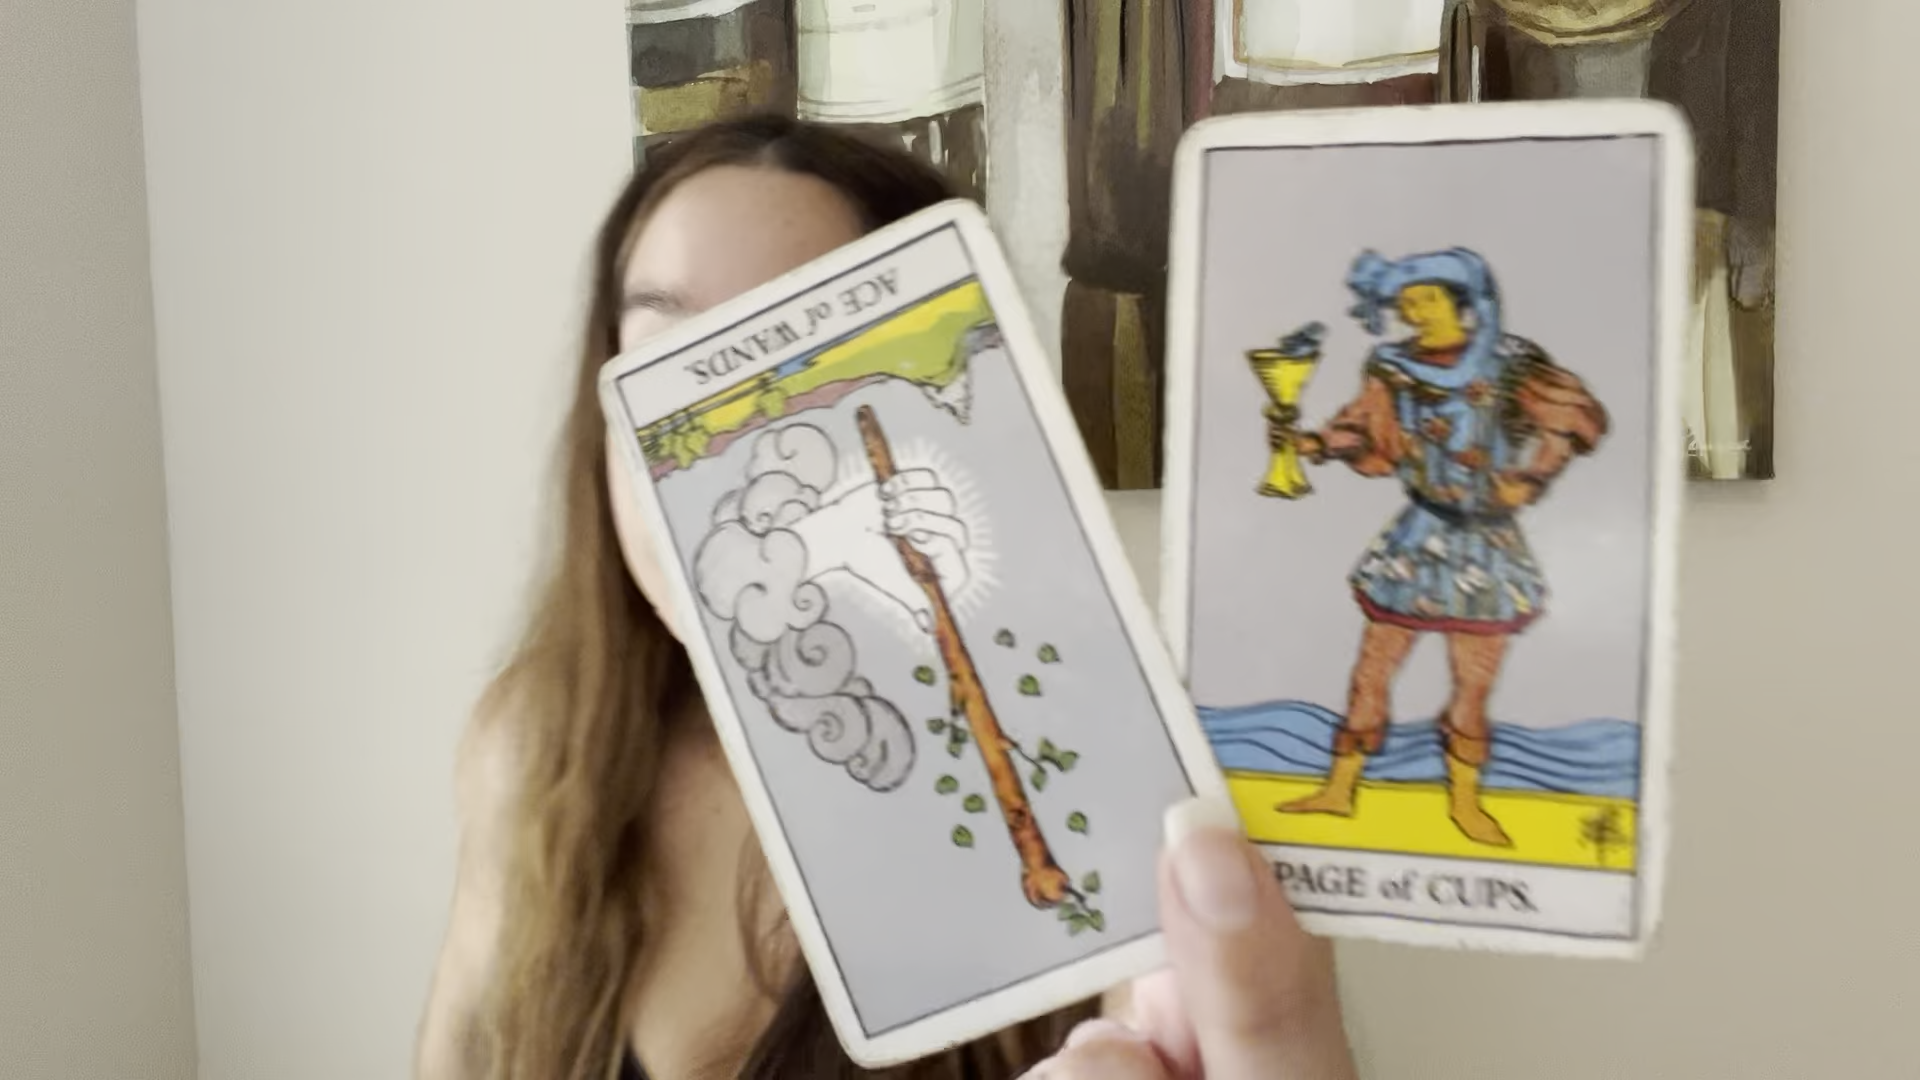 ACE of WANDS.
PAGE of CUPS.